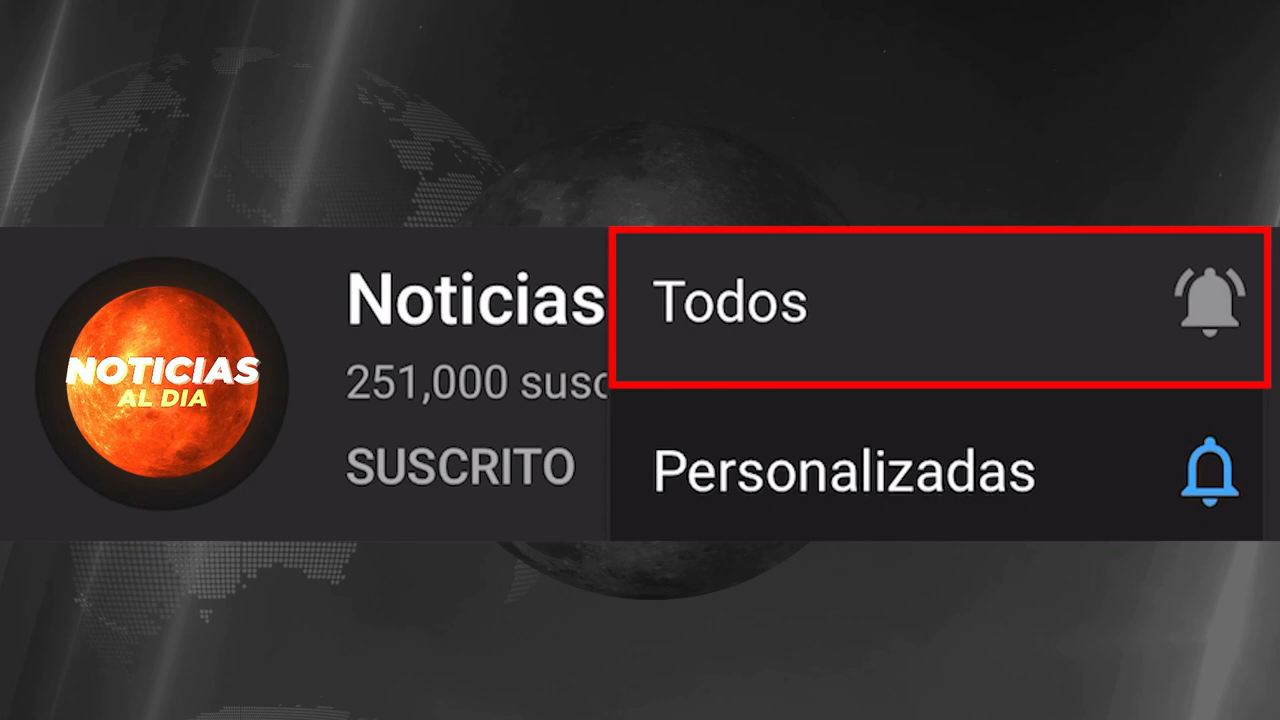 NOTICIAS
AL DIA
Noticias
251,000 susc
SUSCRITO
Todos
Personalizadas